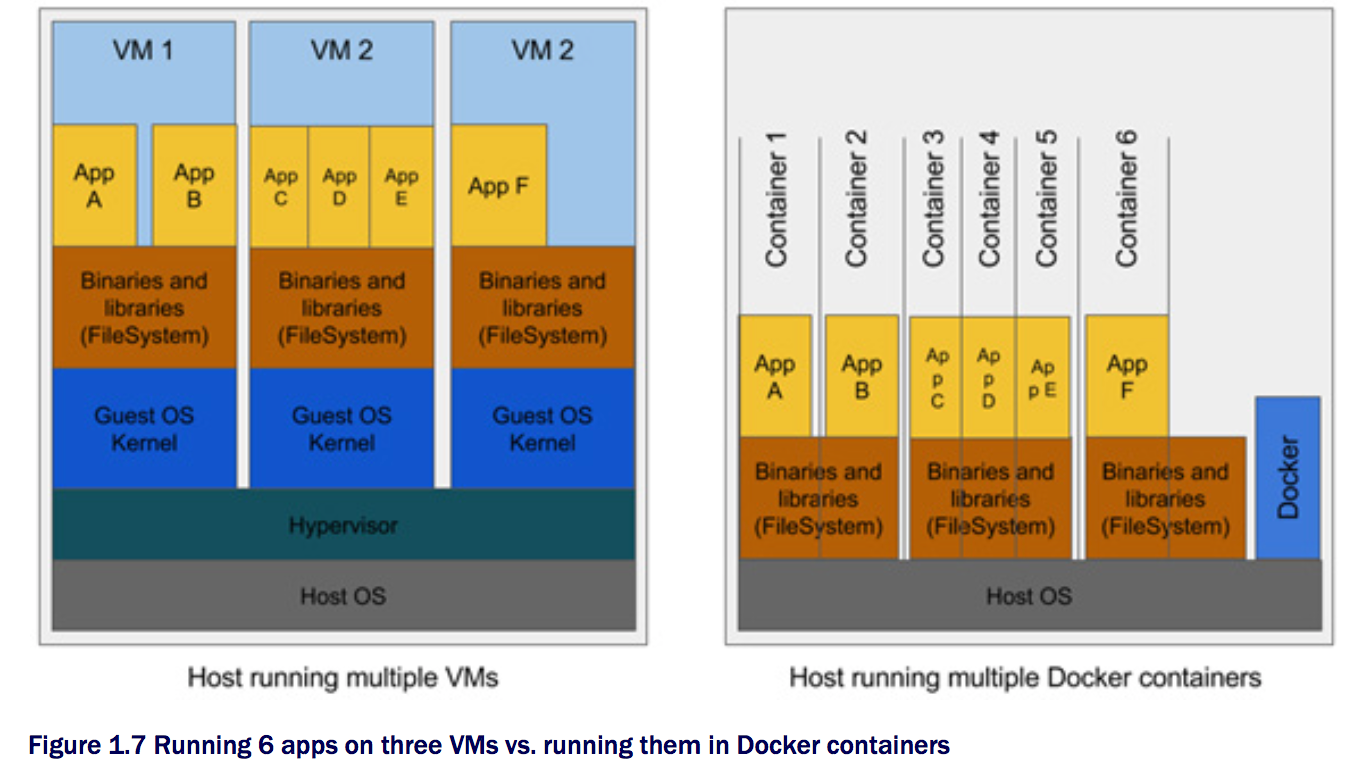 VM 1
VM 2
VM 2
App
A
App
B
App
C
App
D
App
E
App F
Binaries and
libraries
(FileSystem)
Binaries and
libraries
(FileSystem)
Binaries and
libraries
(FileSystem)
Guest OS
Kernel
Guest OS
Kernel
Guest OS
Kernel
Hypervisor
Host OS
Host running multiple VMs
Container 1
Container 2
Container 3
Container 4
Container 5
Container 6
App
A
App
B
Ap
p
C
Ap
p
D
Ap
p E
App
F
Binaries and
libraries
(FileSystem)
Binaries and
libraries
(FileSystem)
Binaries and
libraries
(FileSystem)
Docker
Host OS
Host running multiple Docker containers
Figure 1.7 Running 6 apps on three VMs vs. running them in Docker containers